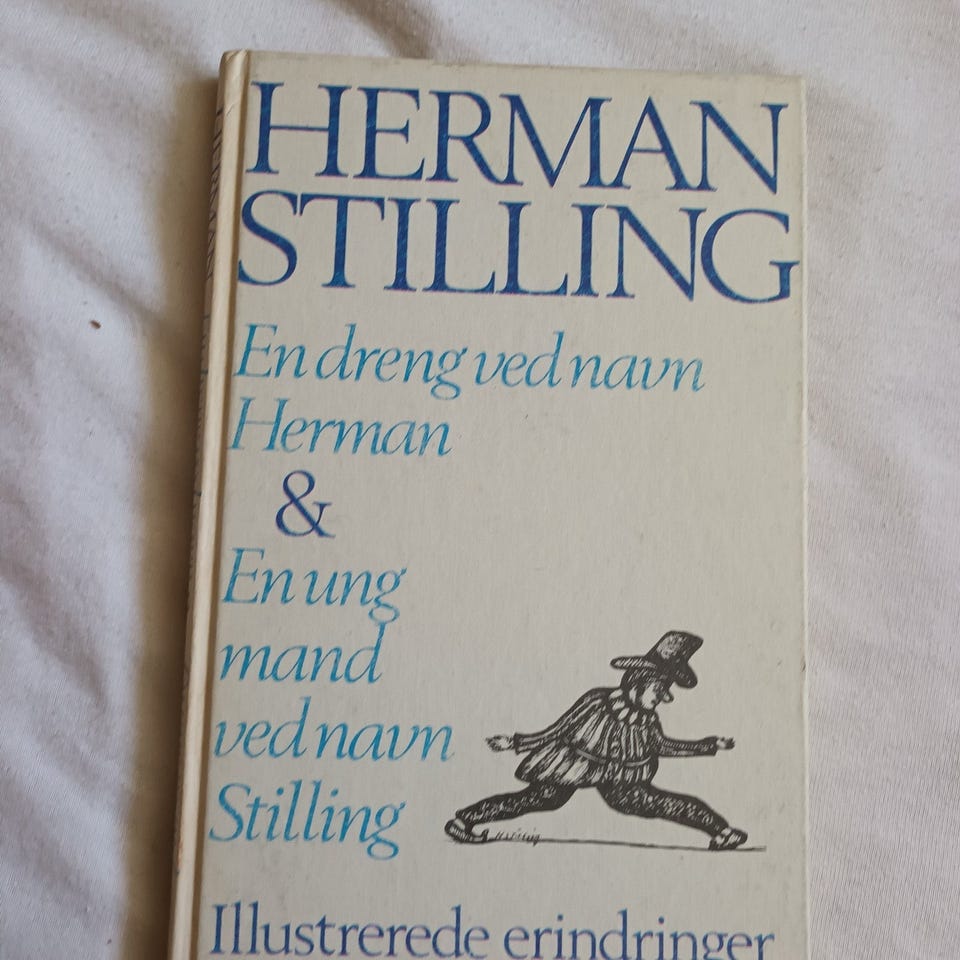 HERMAN
STILLING
En dreng ved navn
Herman
&
En ung
mand
ved navn
Stilling
Illustrerede erindringer